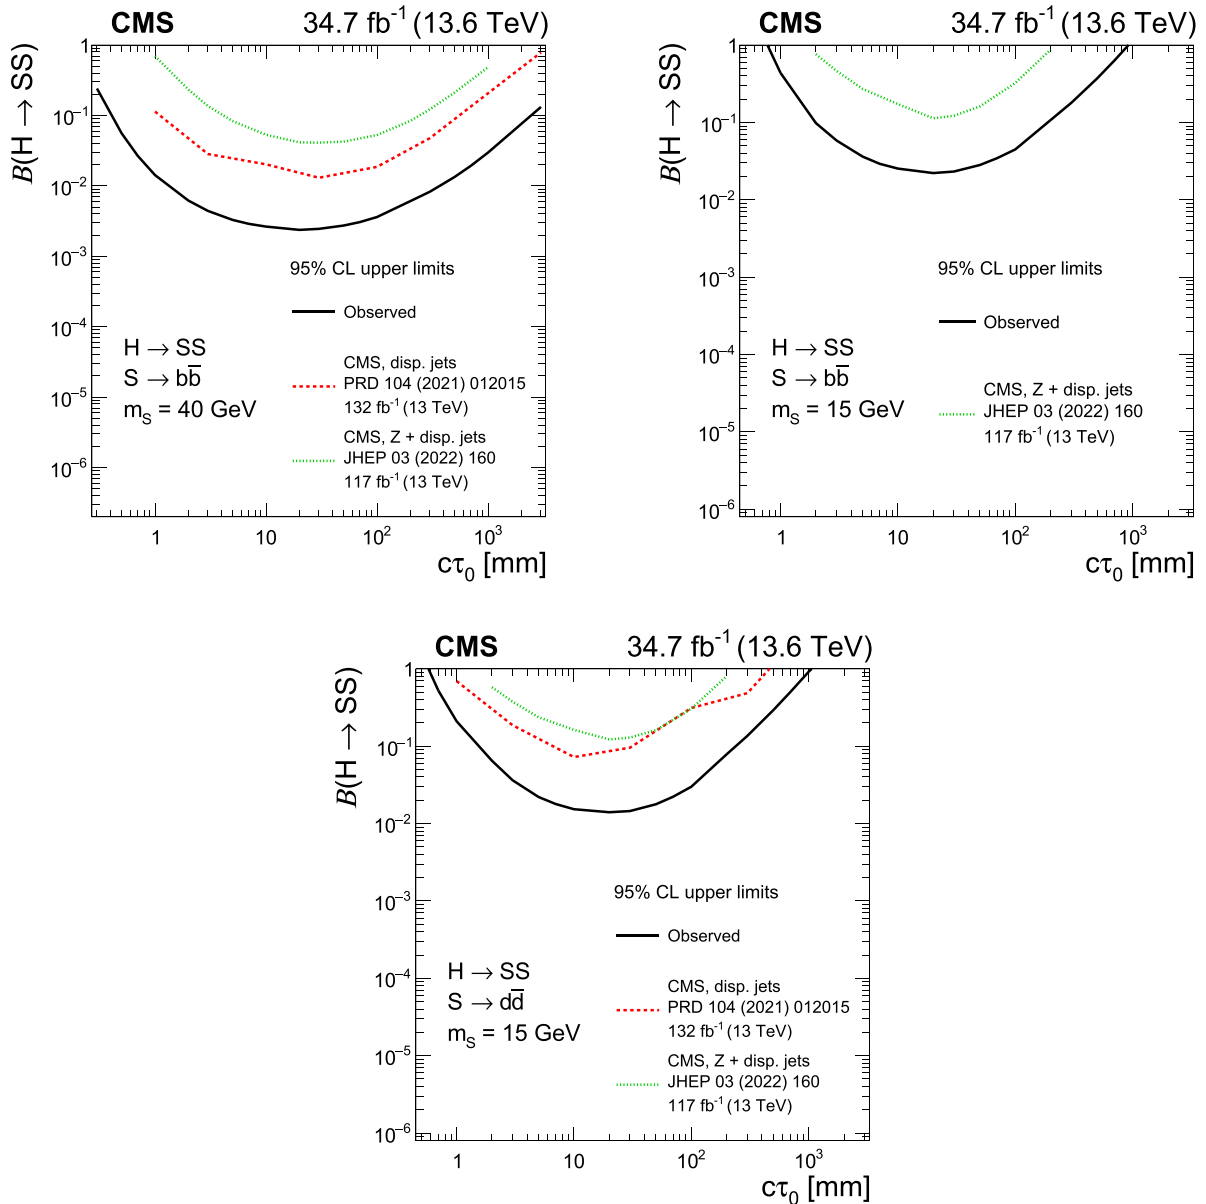 CMS 34.7 fb⁻¹ (13.6 TeV)
B(H → SS)
1
10⁻¹
10⁻²
10⁻³
10⁻⁴
10⁻⁵
10⁻⁶
95% CL upper limits
Observed
H → SS
S → bb̅
m_S = 40 GeV
CMS, disp. jets
PRD 104 (2021) 012015
132 fb⁻¹ (13 TeV)
CMS, Z + disp. jets
JHEP 03 (2022) 160
117 fb⁻¹ (13 TeV)
1 10 10² 10³
cτ₀ [mm]
CMS 34.7 fb⁻¹ (13.6 TeV)
B(H → SS)
1
10⁻¹
10⁻²
10⁻³
10⁻⁴
10⁻⁵
10⁻⁶
95% CL upper limits
Observed
H → SS
S → bb̅
m_S = 15 GeV
CMS, Z + disp. jets
JHEP 03 (2022) 160
117 fb⁻¹ (13 TeV)
1 10 10² 10³
cτ₀ [mm]
CMS 34.7 fb⁻¹ (13.6 TeV)
B(H → SS)
1
10⁻¹
10⁻²
10⁻³
10⁻⁴
10⁻⁵
10⁻⁶
95% CL upper limits
Observed
H → SS
S → dd̅
m_S = 15 GeV
CMS, disp. jets
PRD 104 (2021) 012015
132 fb⁻¹ (13 TeV)
CMS, Z + disp. jets
JHEP 03 (2022) 160
117 fb⁻¹ (13 TeV)
1 10 10² 10³
cτ₀ [mm]